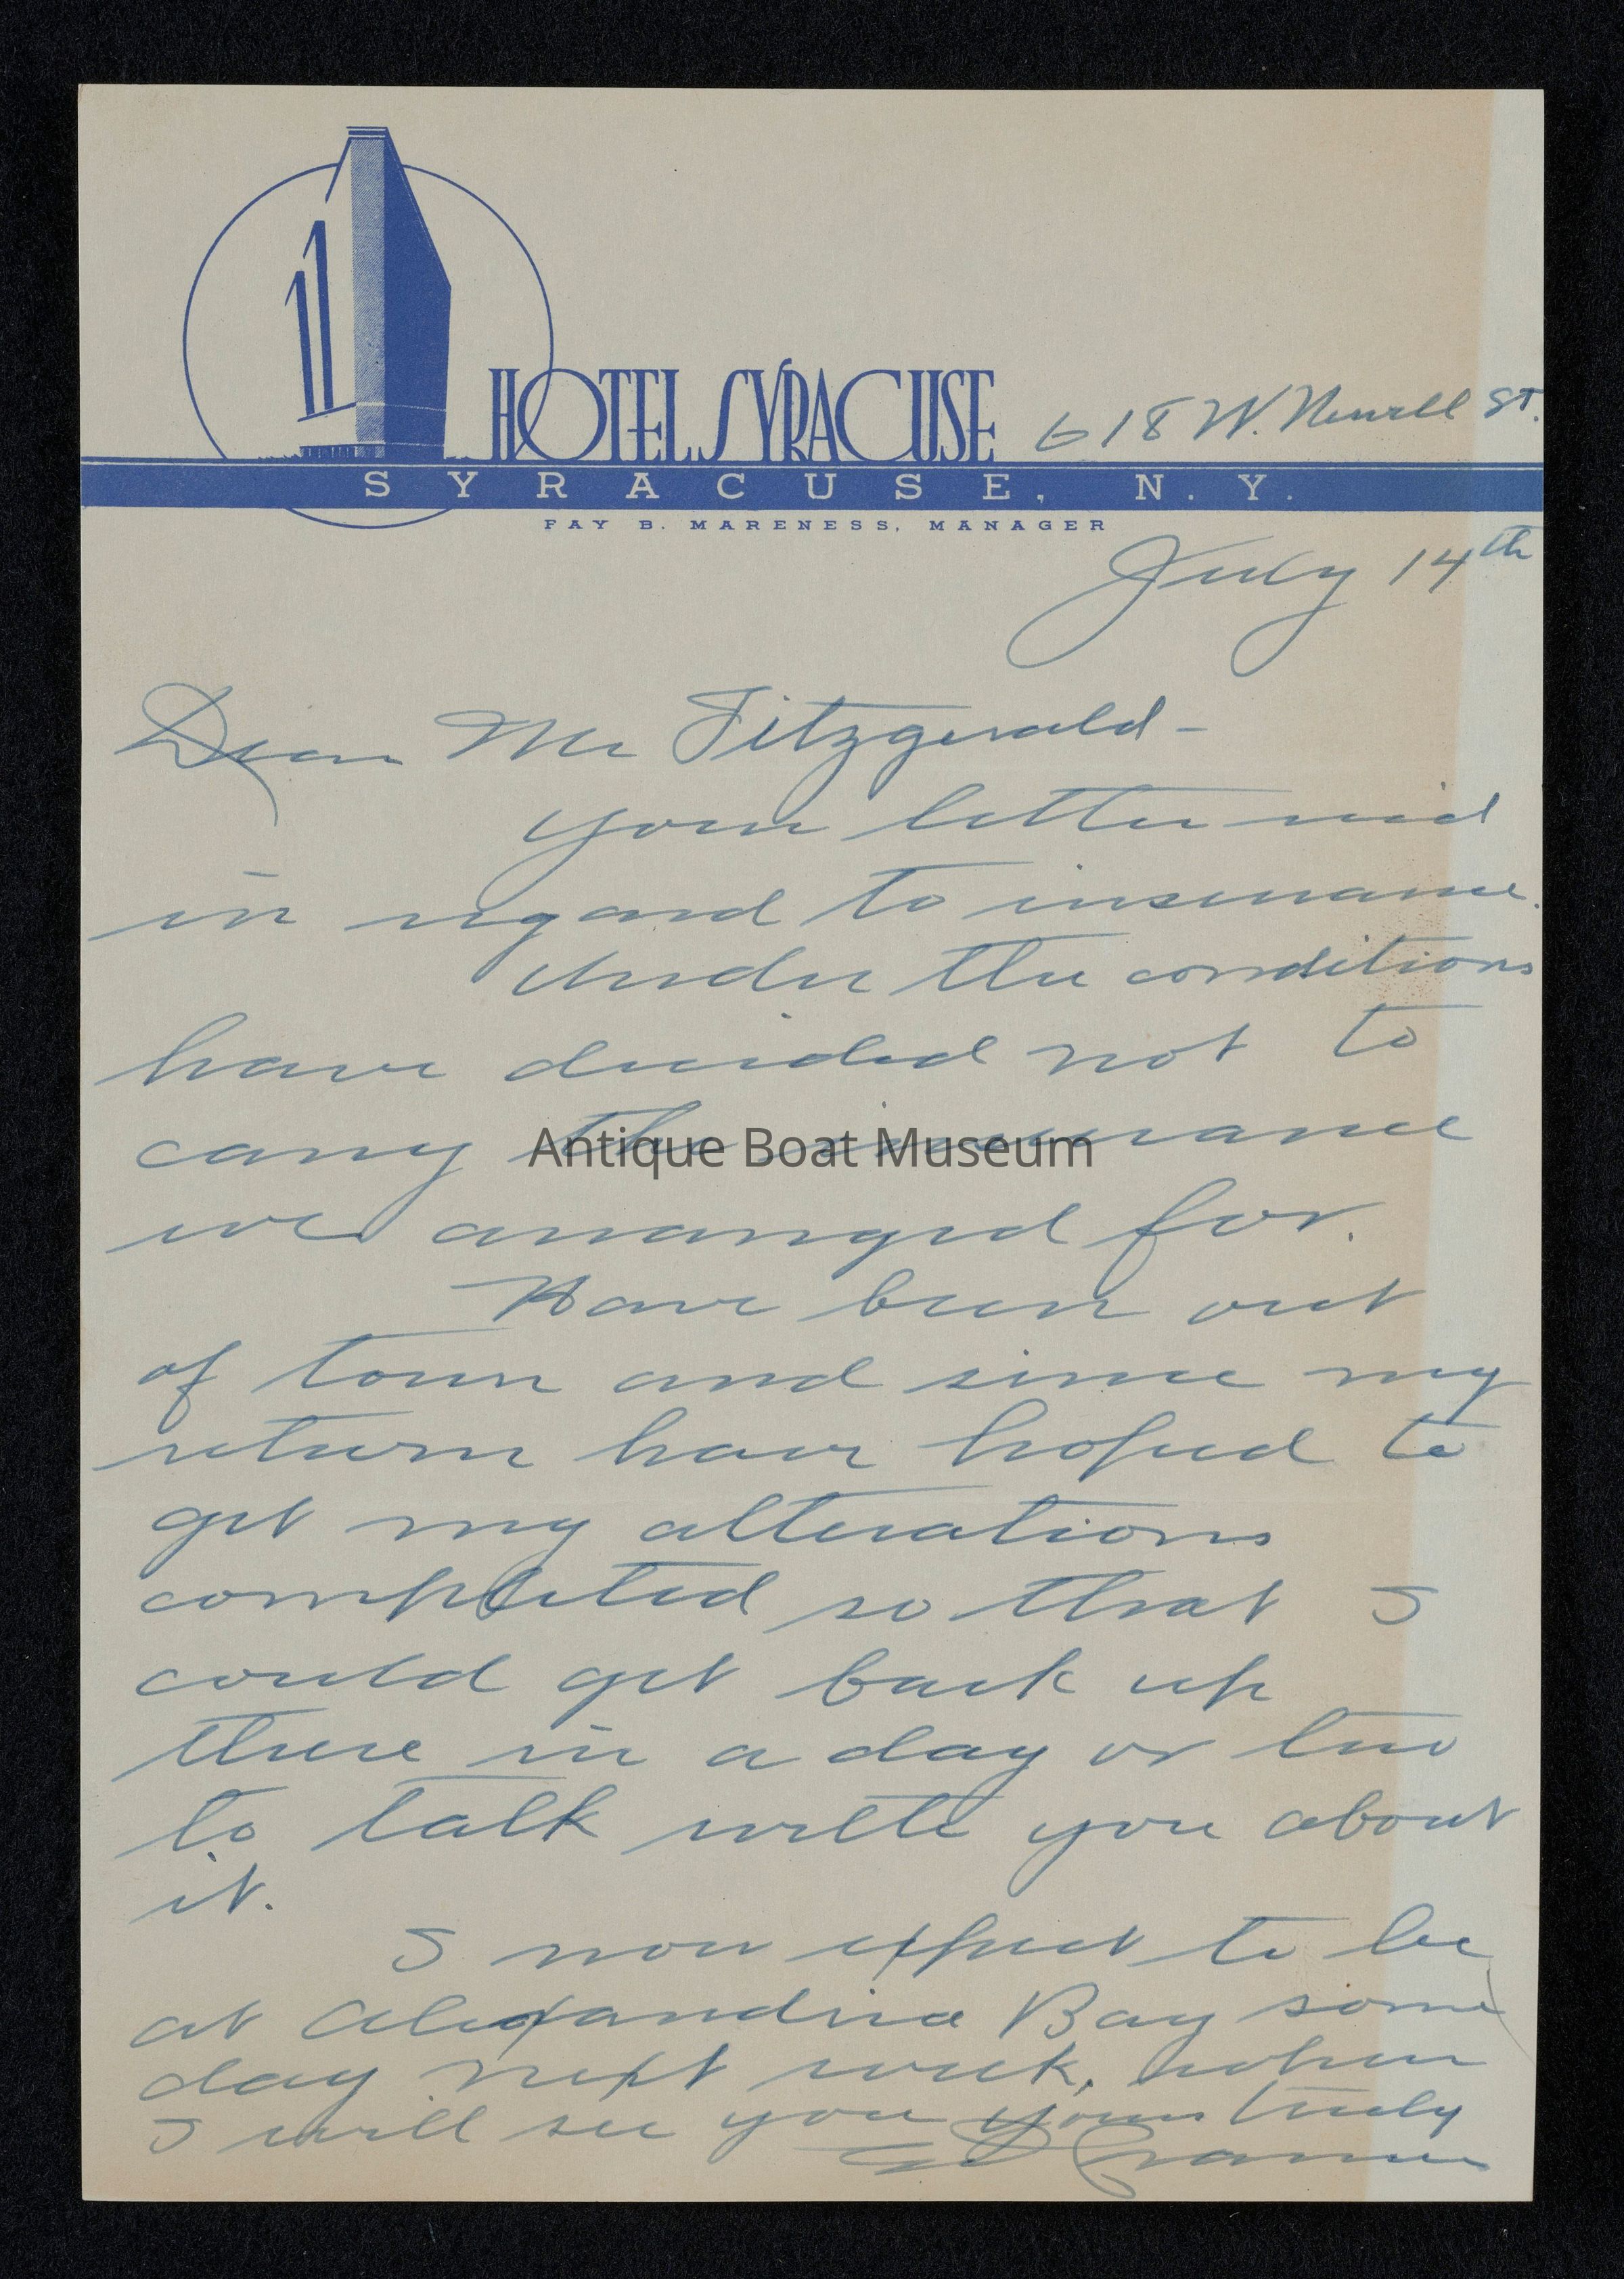 HOTEL SYRACUSE
618 W. Newell ST.
SYRACUSE, N.Y.
FAY B. MARENESS, MANAGER
July 14th
Dear Mr Fitzgerald -
your letter recd
in regard to insurance.
Under the conditions
have decided not to
carry the insurance
we arranged for.
Have been out
of town and since my
return have hoped to
get my alterations
completed so that I
could get back up
there in a day or two
to talk with you about
it.
I now expect to be
at Alexandria Bay some
day next week, when
I will see you yours truly
Antique Boat Museum